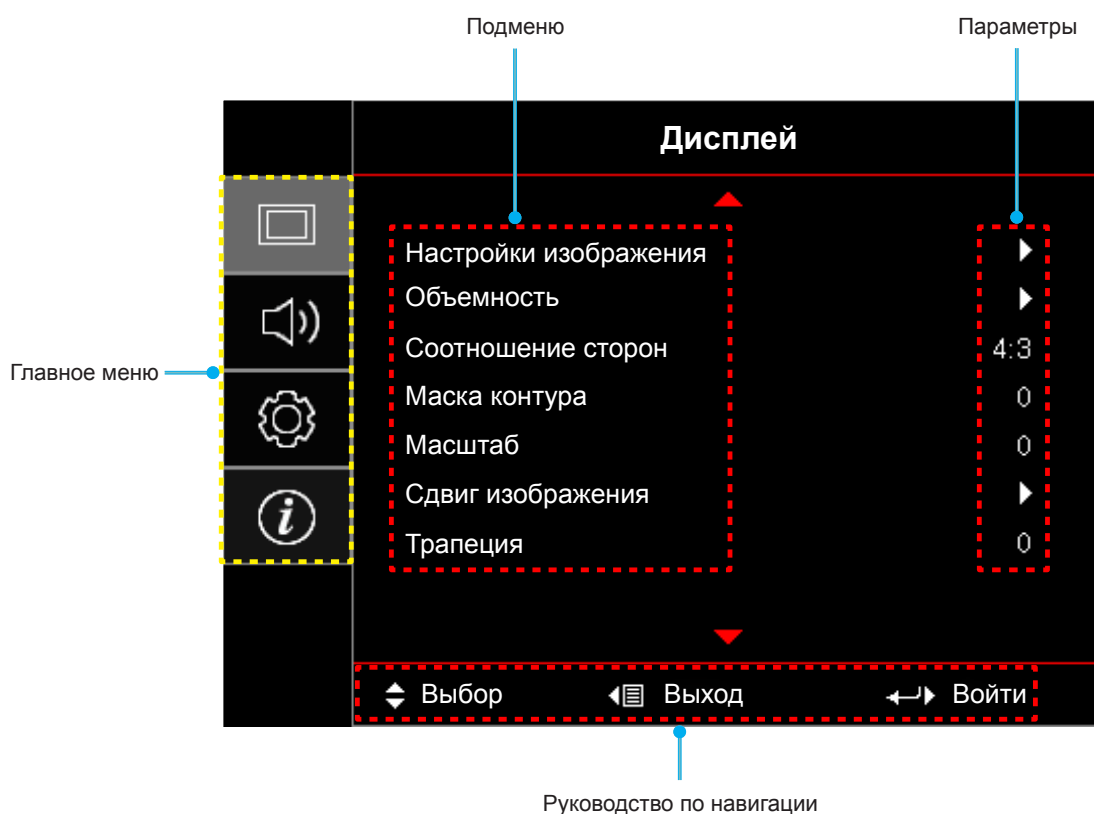 Подменю
Параметры
Дисплей
Настройки изображения
Объемность
Соотношение сторон 4:3
Маска контура 0
Масштаб 0
Сдвиг изображения
Трапеция 0
Главное меню
Выбор Выход Войти
Руководство по навигации